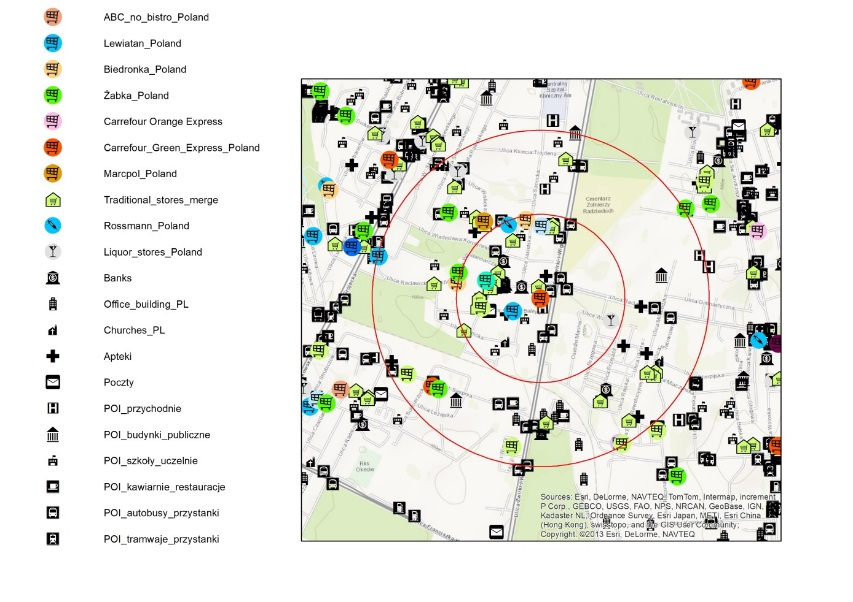 ABC_no_bistro_Poland
Lewiatan_Poland
Biedronka_Poland
Żabka_Poland
Carrefour Orange Express
Carrefour_Green_Express_Poland
Marcpol_Poland
Traditional_stores_merge
Rossmann_Poland
Liquor_stores_Poland
Banks
Office_building_PL
Churches_PL
Apteki
Poczty
POI_przychodnie
POI_budynki_publiczne
POI_szkoły_uczelnie
POI_kawiarnie_restauracje
POI_autobusy_przystanki
POI_tramwaje_przystanki
Cmentarz
Żołnierzy
Radzieckich
Sources: Esri, DeLorme, NAVTEQ, TomTom, Intermap, increment
P Corp., GEBCO, USGS, FAO, NPS, NRCAN, GeoBase, IGN,
Kadaster NL, Ordnance Survey, Esri Japan, METI, Esri China
(Hong Kong), swisstopo, and the GIS User Community;
Copyright: ©2013 Esri, DeLorme, NAVTEQ